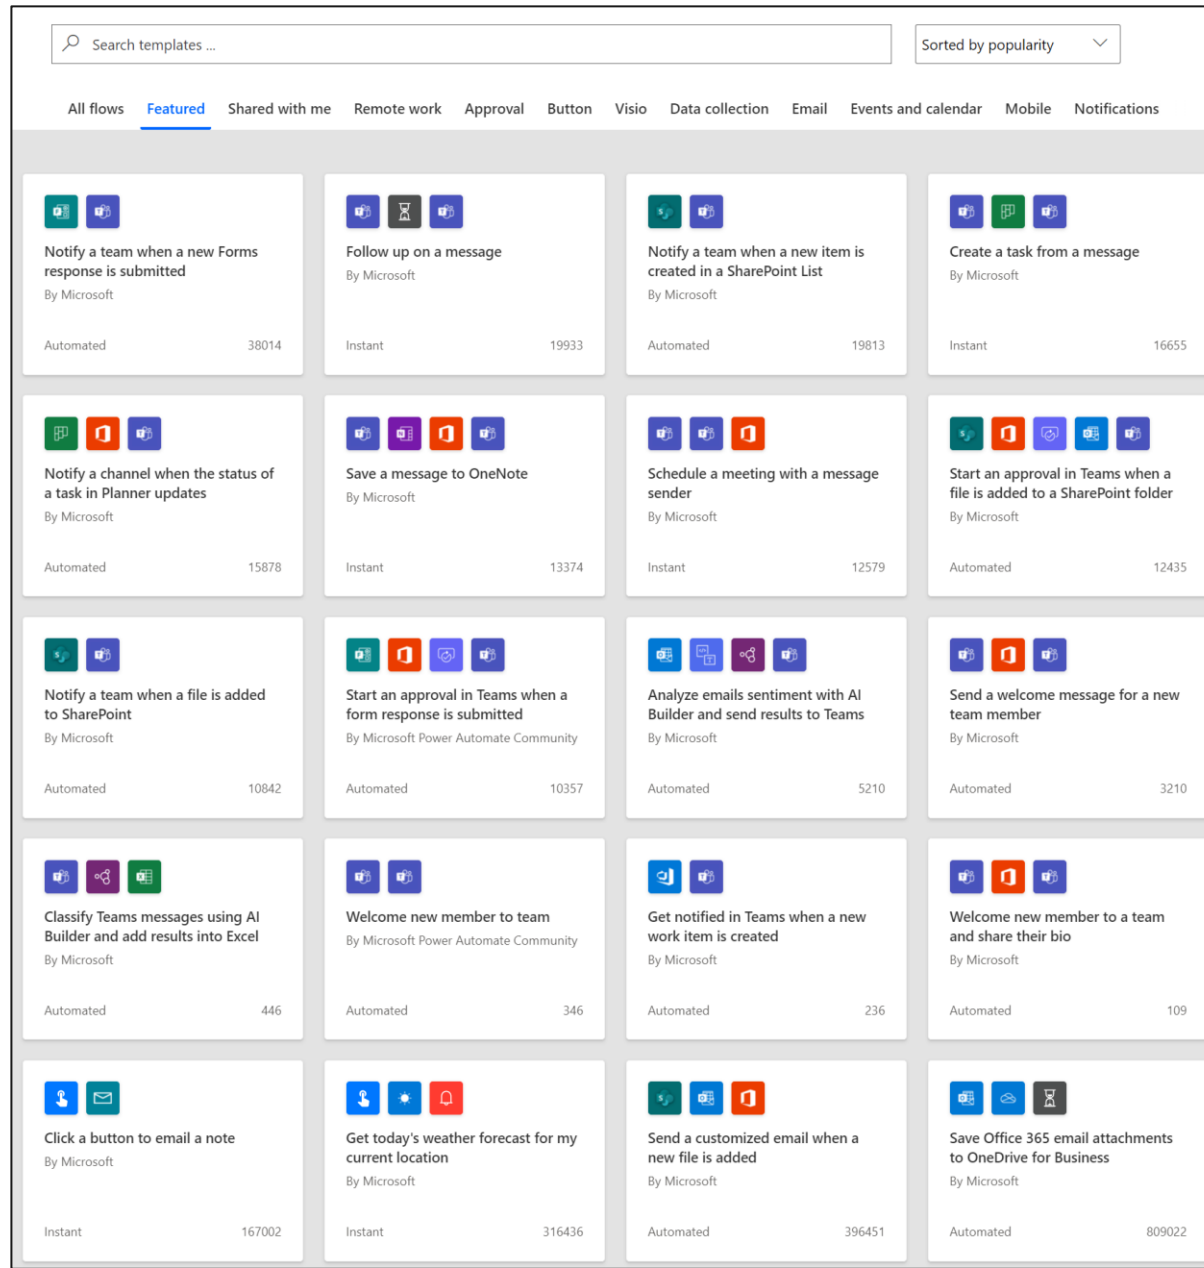 Search templates ...
Sorted by popularity
All flows Featured Shared with me Remote work Approval Button Visio Data collection Email Events and calendar Mobile Notifications
Notify a team when a new Forms
response is submitted
By Microsoft
Automated 38014
Follow up on a message
By Microsoft
Instant 19933
Notify a team when a new item is
created in a SharePoint List
By Microsoft
Automated 19813
Create a task from a message
By Microsoft
Instant 16655
Notify a channel when the status of
a task in Planner updates
By Microsoft
Automated 15878
Save a message to OneNote
By Microsoft
Instant 13374
Schedule a meeting with a message
sender
By Microsoft
Instant 12579
Start an approval in Teams when a
file is added to a SharePoint folder
By Microsoft
Automated 12435
Notify a team when a file is added
to SharePoint
By Microsoft
Automated 10842
Start an approval in Teams when a
form response is submitted
By Microsoft Power Automate Community
Automated 10357
Analyze emails sentiment with AI
Builder and send results to Teams
By Microsoft
Automated 5210
Send a welcome message for a new
team member
By Microsoft
Automated 3210
Classify Teams messages using AI
Builder and add results into Excel
By Microsoft
Automated 446
Welcome new member to team
By Microsoft Power Automate Community
Automated 346
Get notified in Teams when a new
work item is created
By Microsoft
Automated 236
Welcome new member to a team
and share their bio
By Microsoft
Automated 109
Click a button to email a note
By Microsoft
Instant 167002
Get today's weather forecast for my
current location
By Microsoft
Instant 316436
Send a customized email when a
new file is added
By Microsoft
Automated 396451
Save Office 365 email attachments
to OneDrive for Business
By Microsoft
Automated 809022